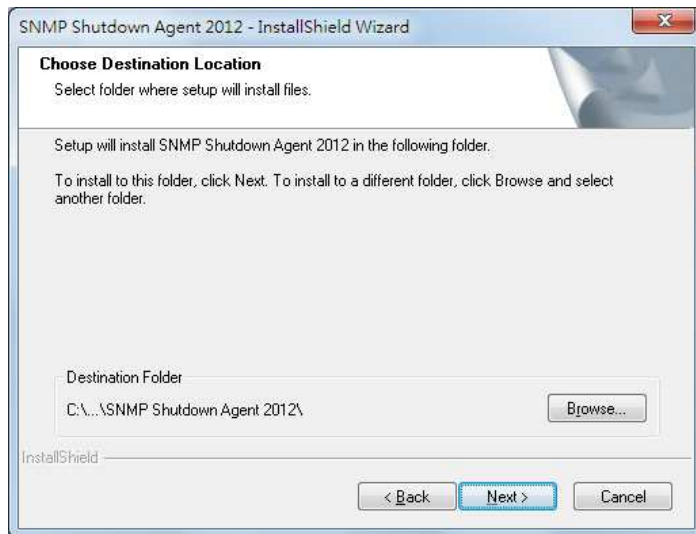 SNMP Shutdown Agent 2012 - InstallShield Wizard
Choose Destination Location
Select folder where setup will install files.
Setup will install SNMP Shutdown Agent 2012 in the following folder.
To install to this folder, click Next. To install to a different folder, click Browse and select
another folder.
Destination Folder
C:\...\SNMP Shutdown Agent 2012\
Browse...
InstallShield
< Back
Next >
Cancel